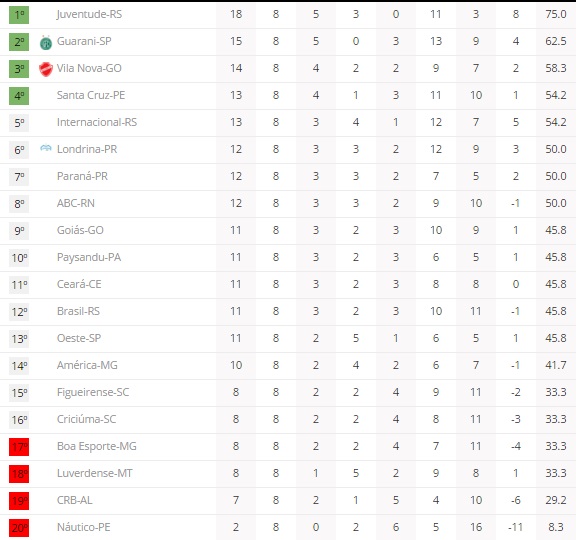 1º Juventude-RS 18 8 5 3 0 11 3 8 75.0
2º Guarani-SP 15 8 5 0 3 13 9 4 62.5
3º Vila Nova-GO 14 8 4 2 2 9 7 2 58.3
4º Santa Cruz-PE 13 8 4 1 3 11 10 1 54.2
5º Internacional-RS 13 8 3 4 1 12 7 5 54.2
6º Londrina-PR 12 8 3 3 2 12 9 3 50.0
7º Paraná-PR 12 8 3 3 2 7 5 2 50.0
8º ABC-RN 12 8 3 3 2 9 10 -1 50.0
9º Goiás-GO 11 8 3 2 3 10 9 1 45.8
10º Paysandu-PA 11 8 3 2 3 6 5 1 45.8
11º Ceará-CE 11 8 3 2 3 8 8 0 45.8
12º Brasil-RS 11 8 3 2 3 10 11 -1 45.8
13º Oeste-SP 11 8 2 5 1 6 5 1 45.8
14º América-MG 10 8 2 4 2 6 7 -1 41.7
15º Figueirense-SC 8 8 2 2 4 9 11 -2 33.3
16º Criciúma-SC 8 8 2 2 4 8 11 -3 33.3
17º Boa Esporte-MG 8 8 2 2 4 7 11 -4 33.3
18º Luverdense-MT 8 8 1 5 2 9 8 1 33.3
19º CRB-AL 7 8 2 1 5 4 10 -6 29.2
20º Náutico-PE 2 8 0 2 6 5 16 -11 8.3